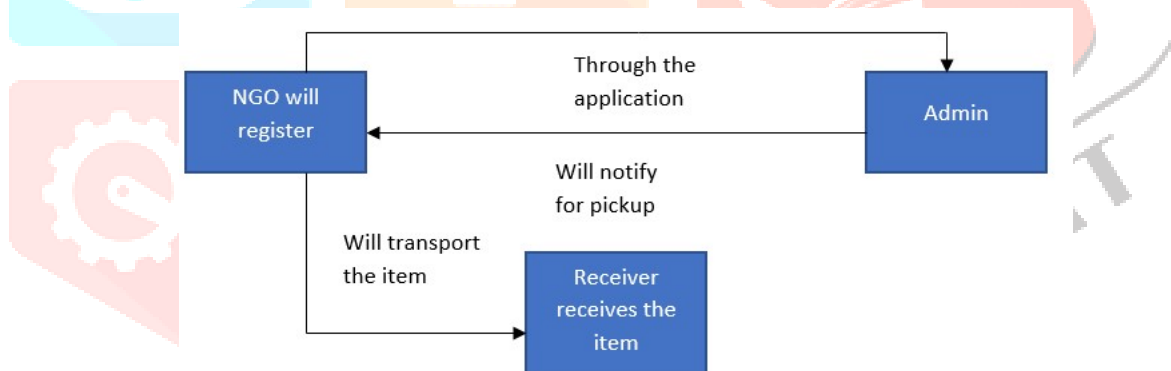 Through the
application
NGO will
register
Admin
Will notify
for pickup
Will transport
the item
Receiver
receives the
item